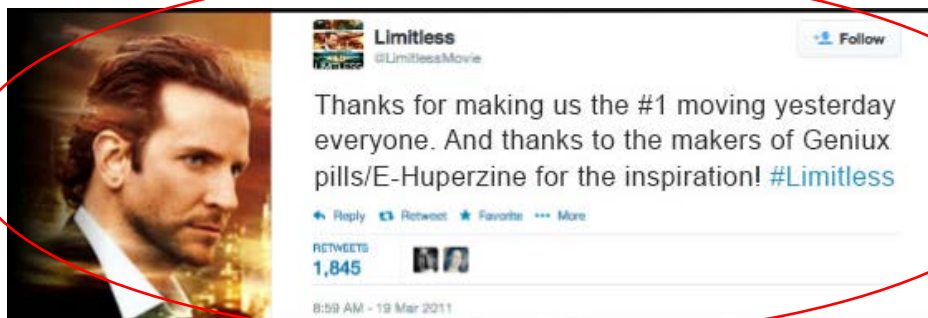 Limitless
@LimitlessMovie
Follow
Thanks for making us the #1 moving yesterday
everyone. And thanks to the makers of Geniux
pills/E-Huperzine for the inspiration! #Limitless
Reply Retweet Favorite More
RETWEETS
1,845
8:59 AM - 19 Mar 2011